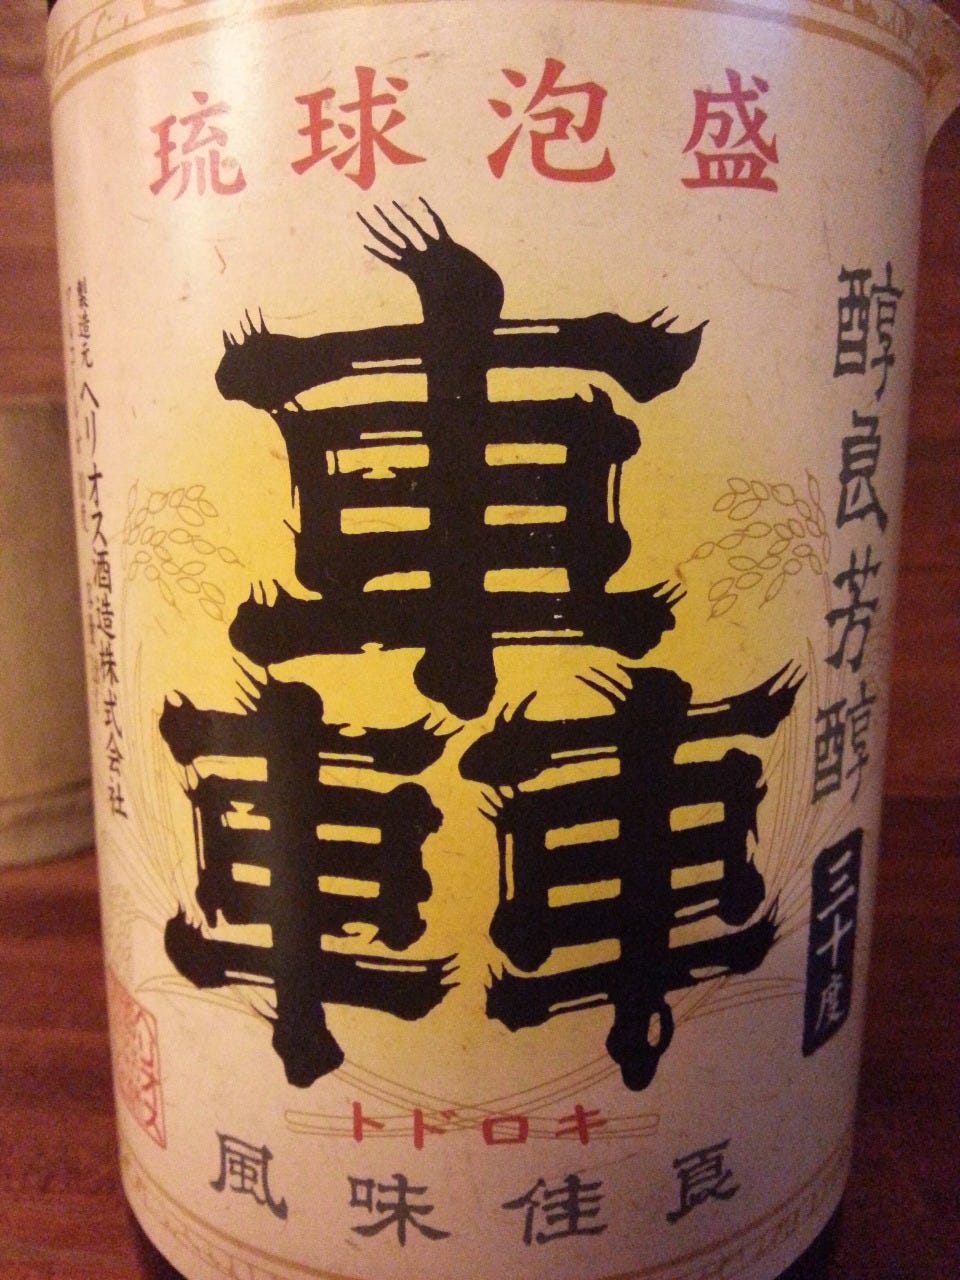 琉球泡盛
轟
醇良芳醇
三十度
製造元 ヘリオス酒造株式会社
トドロキ
風味佳良